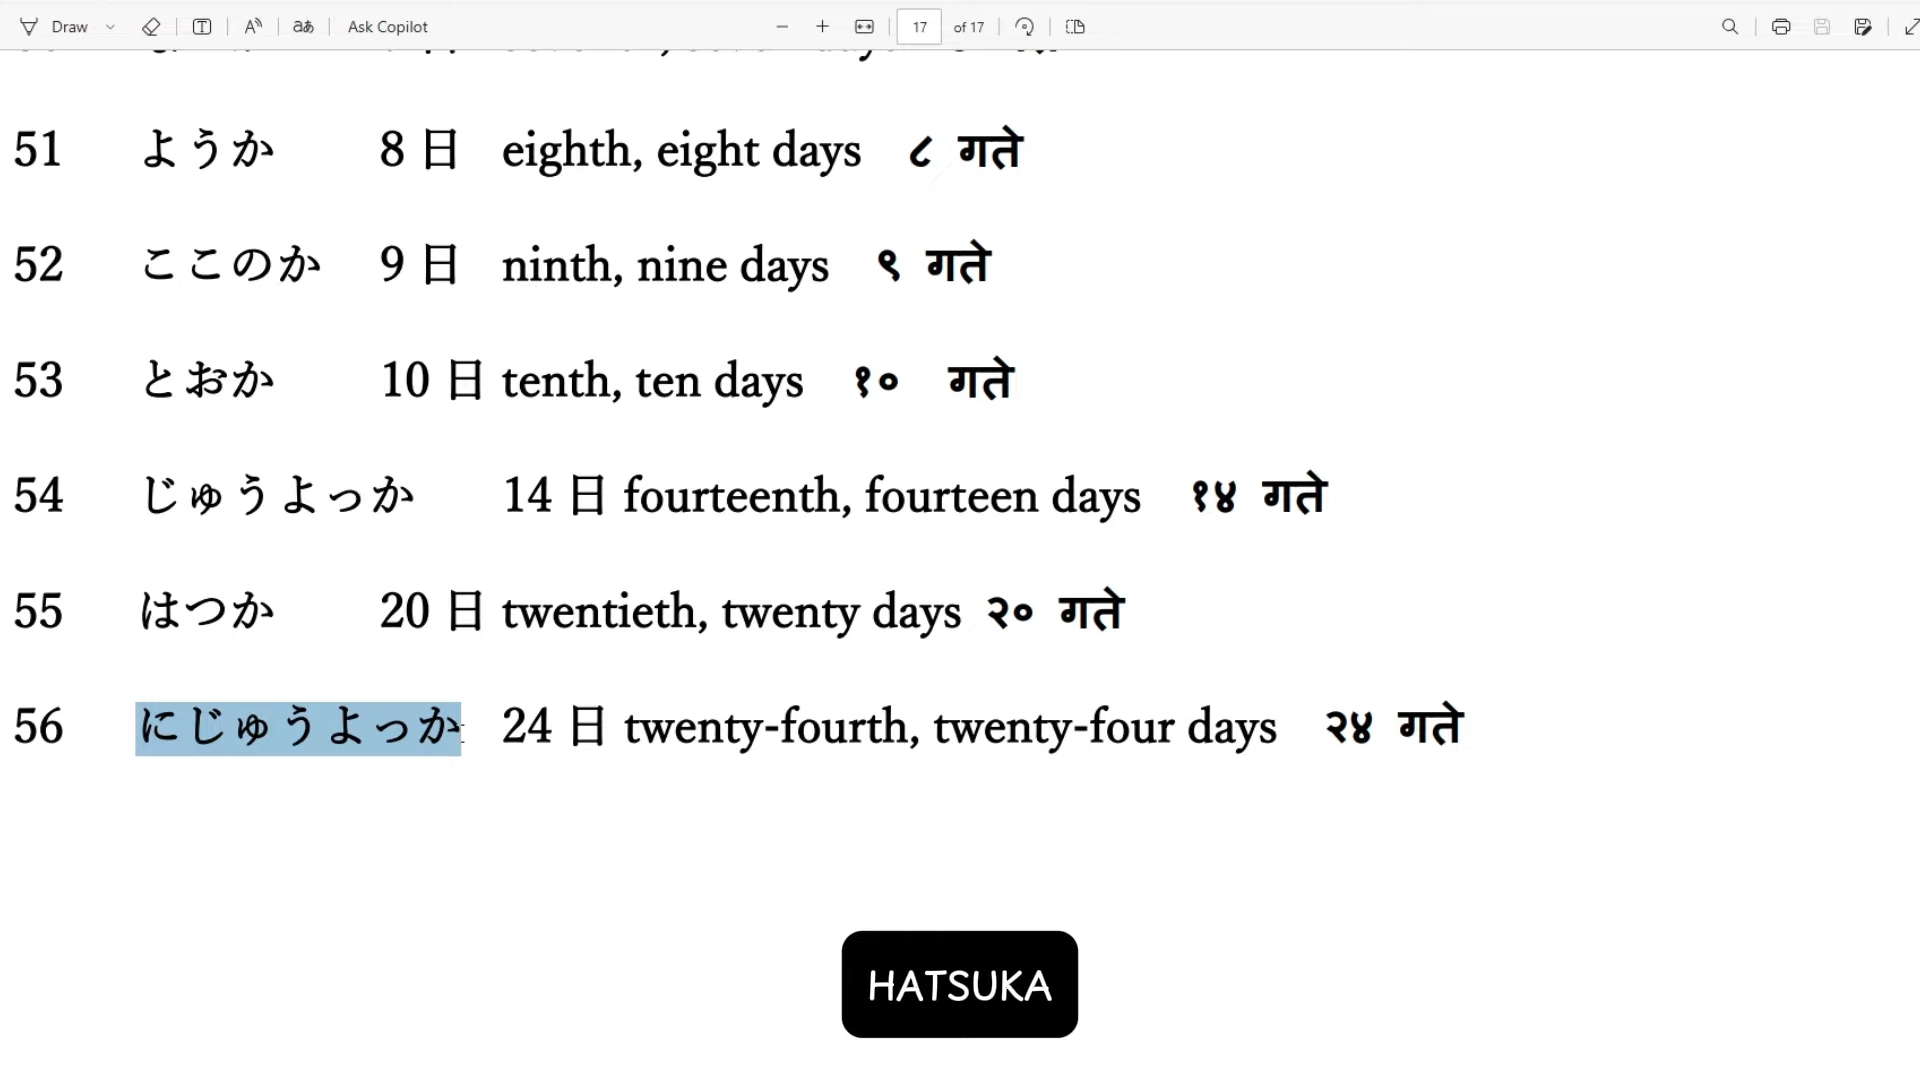 Draw Ask Copilot 17 of 17
51 ようか 8 日 eighth, eight days ८ गते
52 ここのか 9 日 ninth, nine days ९ गते
53 とおか 10 日 tenth, ten days १० गते
54 じゅうよっか 14 日 fourteenth, fourteen days १४ गते
55 はつか 20 日 twentieth, twenty days २० गते
56 にじゅうよっか 24 日 twenty-fourth, twenty-four days २४ गते
HATSUKA